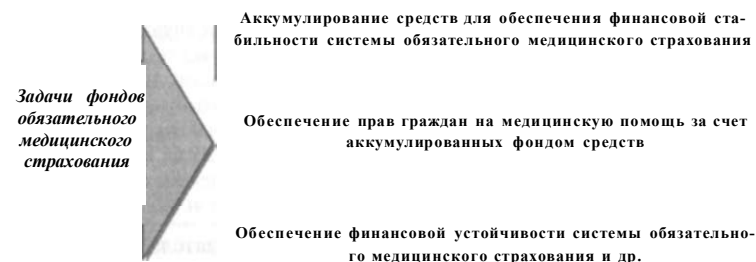 Задачи фондов
обязательного
медицинского
страхования
Аккумулирование средств для обеспечения финансовой ста-
бильности системы обязательного медицинского страхования
Обеспечение прав граждан на медицинскую помощь за счет
аккумулированных фондом средств
Обеспечение финансовой устойчивости системы обязательно-
го медицинского страхования и др.